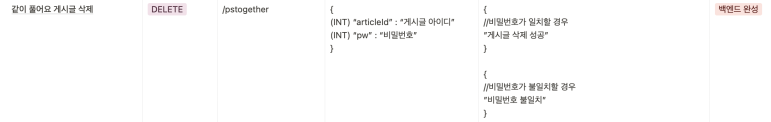 같이 풀어요 게시글 삭제
DELETE
/pstogether
{
(INT) “articleId” : “게시글 아이디”
(INT) “pw” : “비밀번호”
}
{
//비밀번호가 일치할 경우
”게시글 삭제 성공”
}
{
//비밀번호가 불일치할 경우
”비밀번호 불일치”
}
백엔드 완성